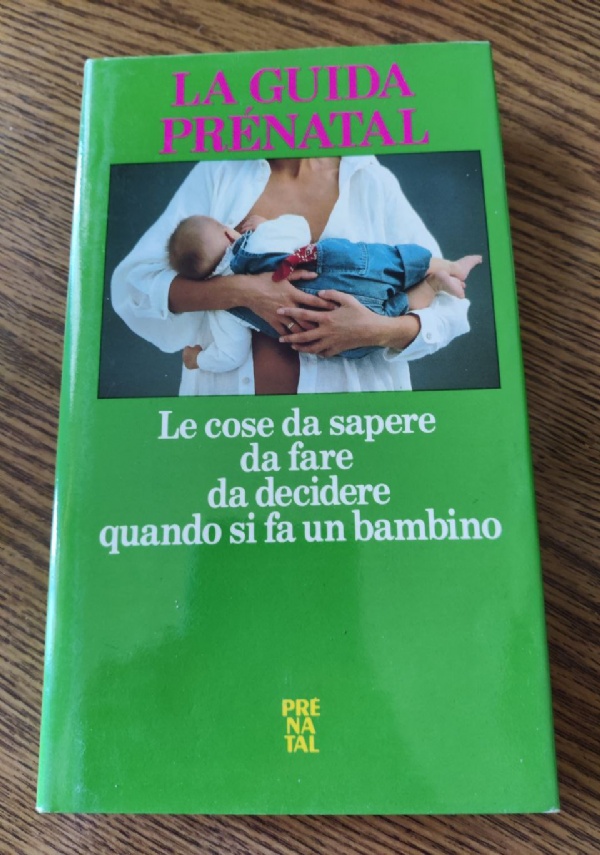 LA GUIDA
PRÉNATAL
Le cose da sapere
da fare
da decidere
quando si fa un bambino
PRÉ
NA
TAL